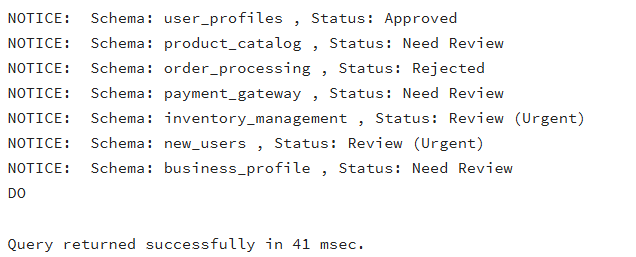 NOTICE:  Schema: user_profiles , Status: Approved
NOTICE:  Schema: product_catalog , Status: Need Review
NOTICE:  Schema: order_processing , Status: Rejected
NOTICE:  Schema: payment_gateway , Status: Need Review
NOTICE:  Schema: inventory_management , Status: Review (Urgent)
NOTICE:  Schema: new_users , Status: Review (Urgent)
NOTICE:  Schema: business_profile , Status: Need Review
DO
Query returned successfully in 41 msec.